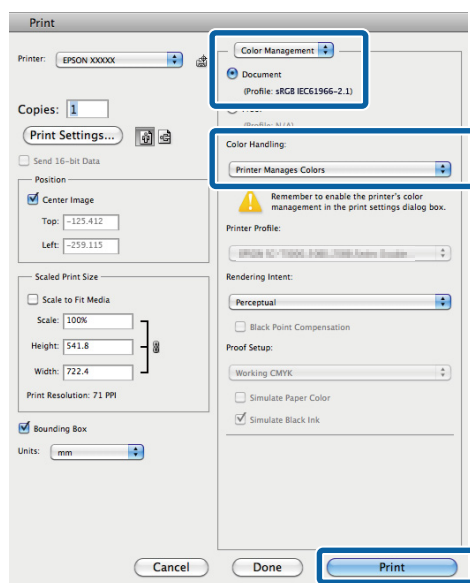 Print
Printer: EPSON XXXXX
Copies: 1
Print Settings...
Send 16-bit Data
Position
Center Image
Top: -125.412
Left: -259.115
Scaled Print Size
Scale to Fit Media
Scale: 100%
Height: 541.8
Width: 722.4
Print Resolution: 71 PPI
Bounding Box
Units: mm
Color Management
Document
(Profile: sRGB IEC61966-2.1)
Color Handling:
Printer Manages Colors
Remember to enable the printer's color
management in the print settings dialog box.
Printer Profile:
Rendering Intent:
Perceptual
Black Point Compensation
Proof Setup:
Working CMYK
Simulate Paper Color
Simulate Black Ink
Cancel
Done
Print